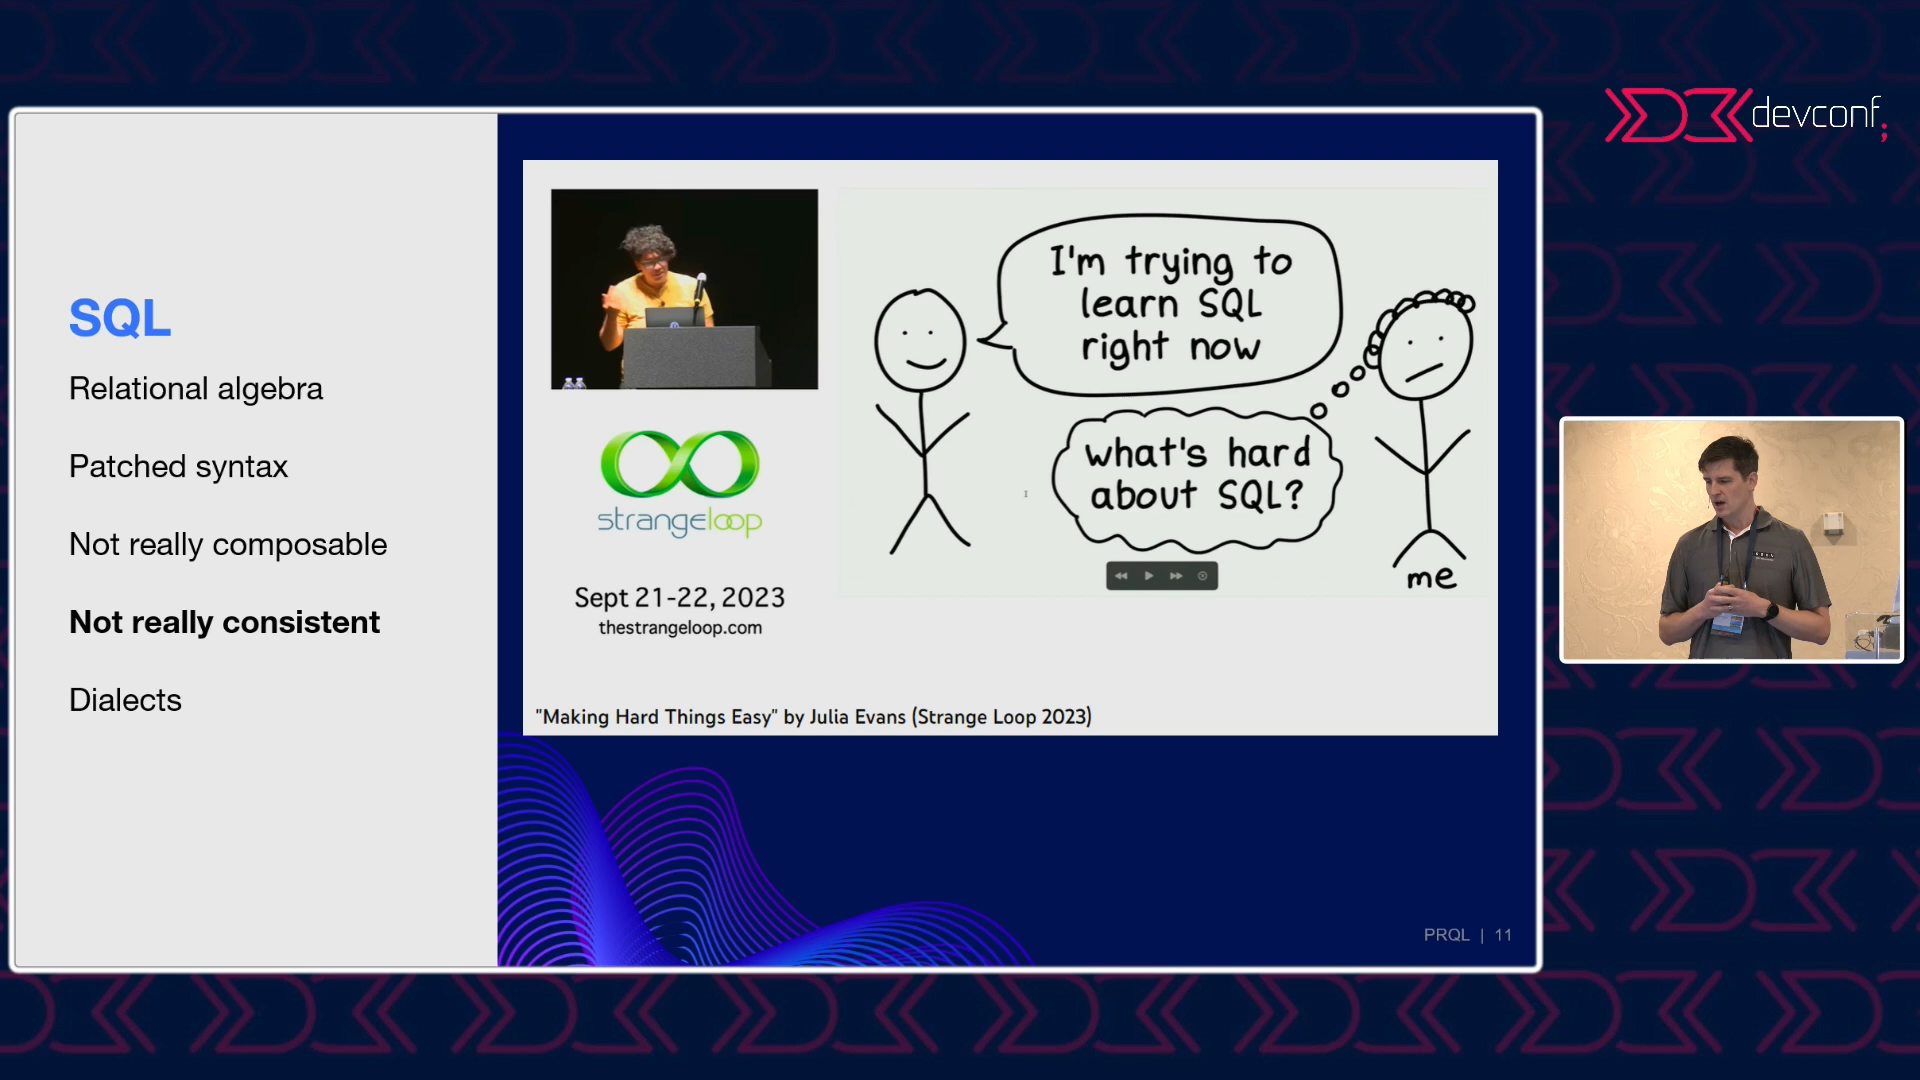 devconf;
SQL
Relational algebra
Patched syntax
Not really composable
Not really consistent
Dialects
I'm trying to
learn SQL
right now
what's hard
about SQL?
me
strangeloop
Sept 21-22, 2023
thestrangeloop.com
"Making Hard Things Easy" by Julia Evans (Strange Loop 2023)
PRQL | 11